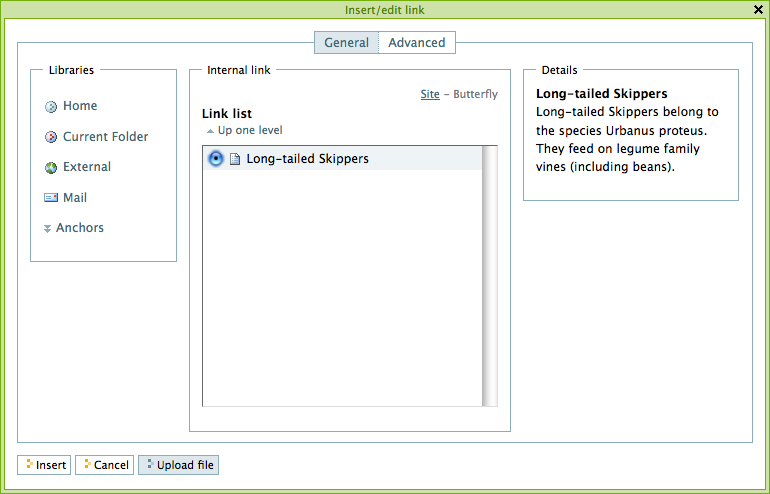 Insert/edit link
General
Advanced
Libraries
Home
Current Folder
External
Mail
Anchors
Internal link
Site – Butterfly
Link list
Up one level
Long-tailed Skippers
Details
Long-tailed Skippers
Long-tailed Skippers belong to
the species Urbanus proteus.
They feed on legume family
vines (including beans).
Insert
Cancel
Upload file